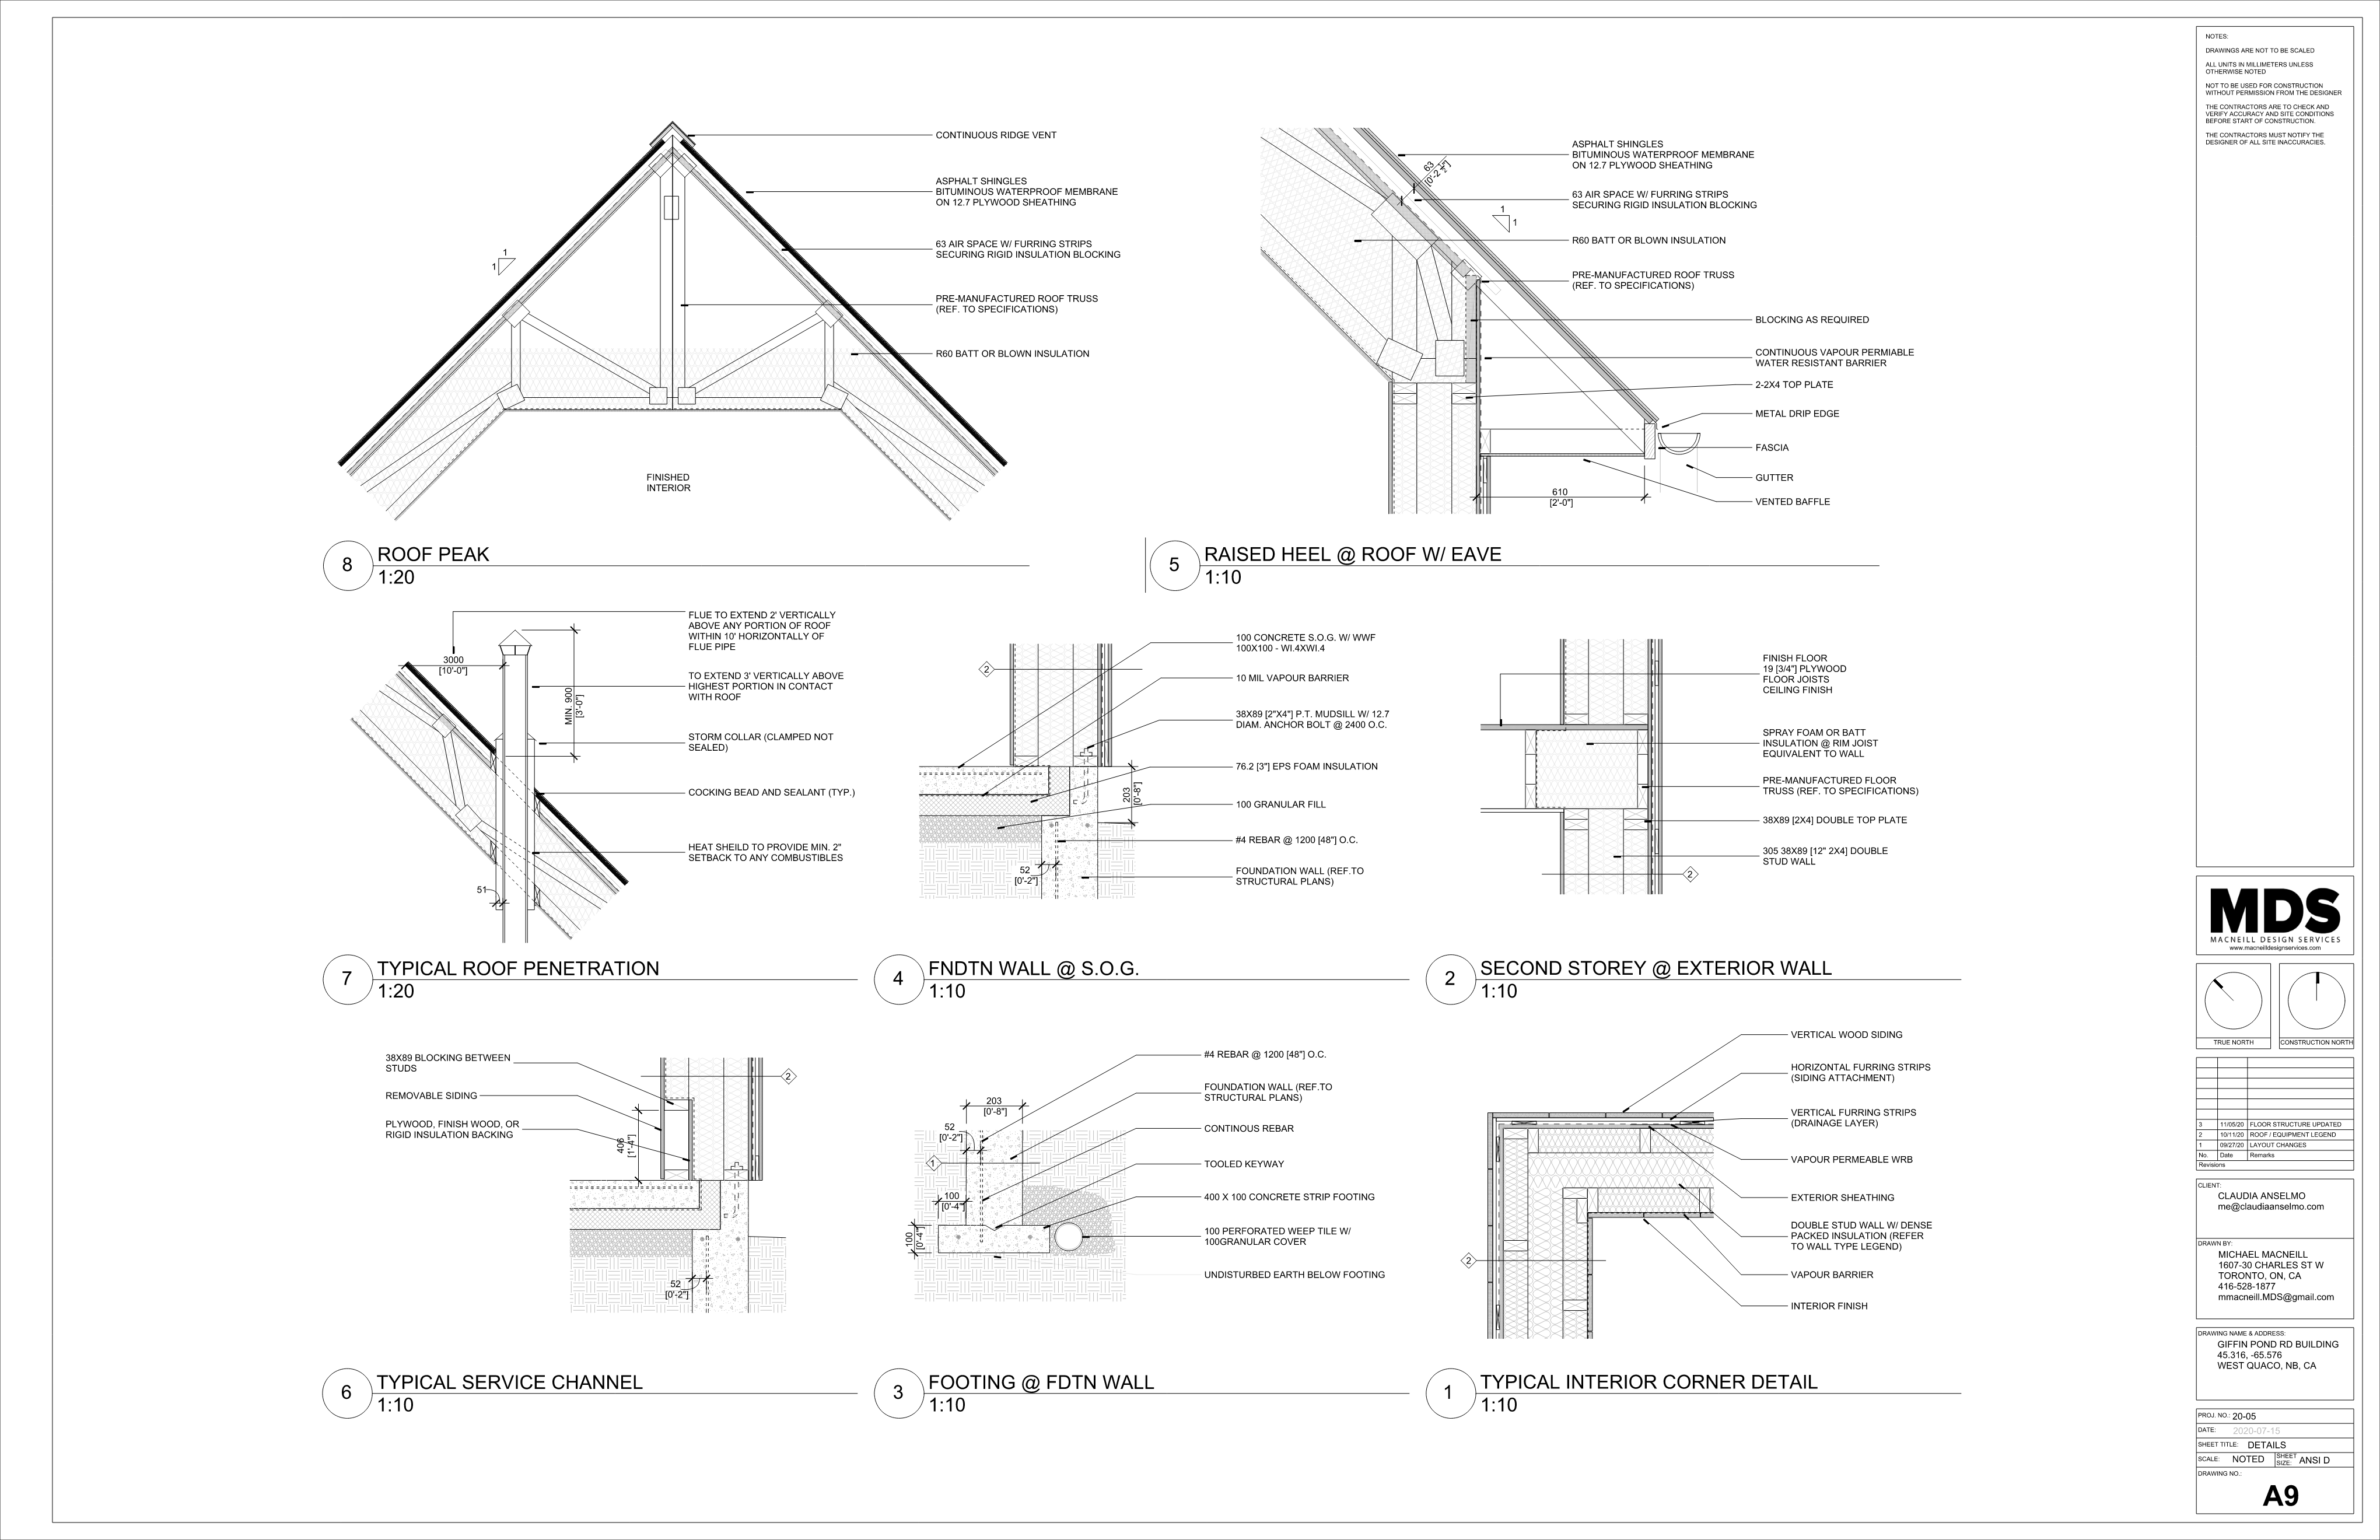 CONTINUOUS RIDGE VENT
ASPHALT SHINGLES
BITUMINOUS WATERPROOF MEMBRANE
ON 12.7 PLYWOOD SHEATHING
63 AIR SPACE W/ FURRING STRIPS
SECURING RIGID INSULATION BLOCKING
PRE-MANUFACTURED ROOF TRUSS
(REF. TO SPECIFICATIONS)
R60 BATT OR BLOWN INSULATION
1
1
FINISHED
INTERIOR
8
ROOF PEAK
1:20
ASPHALT SHINGLES
BITUMINOUS WATERPROOF MEMBRANE
ON 12.7 PLYWOOD SHEATHING
63 AIR SPACE W/ FURRING STRIPS
SECURING RIGID INSULATION BLOCKING
R60 BATT OR BLOWN INSULATION
PRE-MANUFACTURED ROOF TRUSS
(REF. TO SPECIFICATIONS)
BLOCKING AS REQUIRED
CONTINUOUS VAPOUR PERMIABLE
WATER RESISTANT BARRIER
2-2X4 TOP PLATE
METAL DRIP EDGE
FASCIA
GUTTER
VENTED BAFFLE
63
1
1
610
[2'-0"]
5
RAISED HEEL @ ROOF W/ EAVE
1:10
FLUE TO EXTEND 2' VERTICALLY
ABOVE ANY PORTION OF ROOF
WITHIN 10' HORIZONTALLY OF
FLUE PIPE
TO EXTEND 3' VERTICALLY ABOVE
HIGHEST PORTION IN CONTACT
WITH ROOF
STORM COLLAR (CLAMPED NOT
SEALED)
COCKING BEAD AND SEALANT (TYP.)
HEAT SHEILD TO PROVIDE MIN. 2"
SETBACK TO ANY COMBUSTIBLES
3000
[10'-0"]
MIN. 900
[3'-0"]
51
7
TYPICAL ROOF PENETRATION
1:20
100 CONCRETE S.O.G. W/ WWF
100X100 - WI.4XWI.4
10 MIL VAPOUR BARRIER
38X89 [2"X4"] P.T. MUDSILL W/ 12.7
DIAM. ANCHOR BOLT @ 2400 O.C.
76.2 [3"] EPS FOAM INSULATION
100 GRANULAR FILL
#4 REBAR @ 1200 [48"] O.C.
FOUNDATION WALL (REF.TO
STRUCTURAL PLANS)
2
203
[0'-8"]
52
[0'-2"]
4
FNDTN WALL @ S.O.G.
1:10
FINISH FLOOR
19 [3/4"] PLYWOOD
FLOOR JOISTS
CEILING FINISH
SPRAY FOAM OR BATT
INSULATION @ RIM JOIST
EQUIVALENT TO WALL
PRE-MANUFACTURED FLOOR
TRUSS (REF. TO SPECIFICATIONS)
38X89 [2X4] DOUBLE TOP PLATE
305 38X89 [12" 2X4] DOUBLE
STUD WALL
2
2
SECOND STOREY @ EXTERIOR WALL
1:10
38X89 BLOCKING BETWEEN
STUDS
REMOVABLE SIDING
PLYWOOD, FINISH WOOD, OR
RIGID INSULATION BACKING
2
406
[1'-4"]
52
[0'-2"]
6
TYPICAL SERVICE CHANNEL
1:10
#4 REBAR @ 1200 [48"] O.C.
FOUNDATION WALL (REF.TO
STRUCTURAL PLANS)
CONTINOUS REBAR
TOOLED KEYWAY
400 X 100 CONCRETE STRIP FOOTING
100 PERFORATED WEEP TILE W/
100GRANULAR COVER
UNDISTURBED EARTH BELOW FOOTING
203
[0'-8"]
52
[0'-2"]
1
100
[0'-4"]
100
[0'-4"]
3
FOOTING @ FDTN WALL
1:10
VERTICAL WOOD SIDING
HORIZONTAL FURRING STRIPS
(SIDING ATTACHMENT)
VERTICAL FURRING STRIPS
(DRAINAGE LAYER)
VAPOUR PERMEABLE WRB
EXTERIOR SHEATHING
DOUBLE STUD WALL W/ DENSE
PACKED INSULATION (REFER
TO WALL TYPE LEGEND)
VAPOUR BARRIER
INTERIOR FINISH
2
1
TYPICAL INTERIOR CORNER DETAIL
1:10
NOTES:
DRAWINGS ARE NOT TO BE SCALED
ALL UNITS IN MILLIMETERS UNLESS
OTHERWISE NOTED
NOT TO BE USED FOR CONSTRUCTION
WITHOUT PERMISSION FROM THE DESIGNER
THE CONTRACTORS ARE TO CHECK AND
VERIFY ACCURACY AND SITE CONDITIONS
BEFORE START OF CONSTRUCTION.
THE CONTRACTORS MUST NOTIFY THE
DESIGNER OF ALL SITE INACCURACIES.
MDS
MACNEILL DESIGN SERVICES
www.macneilldesignservices.com
TRUE NORTH
CONSTRUCTION NORTH
3 11/05/20 FLOOR STRUCTURE UPDATED
2 10/11/20 ROOF / EQUIPMENT LEGEND
1 09/27/20 LAYOUT CHANGES
No. Date Remarks
Revisions
CLIENT:
CLAUDIA ANSELMO
me@claudiaanselmo.com
DRAWN BY:
MICHAEL MACNEILL
1607-30 CHARLES ST W
TORONTO, ON, CA
416-528-1877
mmacneill.MDS@gmail.com
DRAWING NAME & ADDRESS:
GIFFIN POND RD BUILDING
45.316, -65.576
WEST QUACO, NB, CA
PROJ. NO.: 20-05
DATE: 2020-07-15
SHEET TITLE: DETAILS
SCALE: NOTED SHEET SIZE: ANSI D
DRAWING NO.:
A9